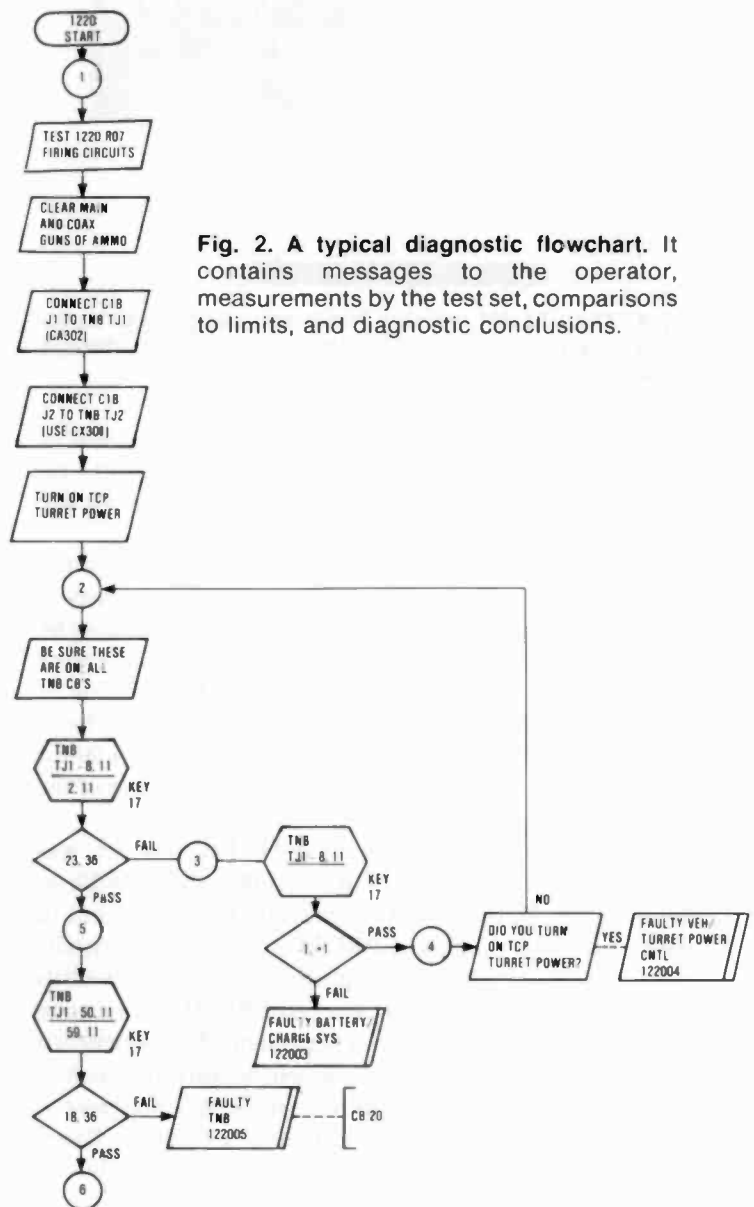 1220
START
1
TEST 1220 R07
FIRING CIRCUITS
CLEAR MAIN
AND COAX
GUNS OF AMMO
Fig. 2. A typical diagnostic flowchart. It
contains messages to the operator,
measurements by the test set, comparisons
to limits, and diagnostic conclusions.
CONNECT C1B
J1 TO TNB TJ1
(CA302)
CONNECT C1B
J2 TO TNB TJ2
(USE CX308)
TURN ON TCP
TURRET POWER
2
BE SURE THESE
ARE ON: ALL
TNB CB'S
TNB
TJ1-8, 11
2, 11
KEY
17
23, 36
FAIL
PASS
3
TNB
TJ1-8, 11
KEY
17
-1, +1
PASS
FAIL
4
DID YOU TURN
ON TCP
TURRET POWER?
NO
YES
FAULTY VEH/
TURRET POWER
CNTL
122004
FAULTY BATTERY/
CHARGE SYS.
122003
5
TNB
TJ1-50, 11
59, 11
KEY
17
18, 36
FAIL
PASS
FAULTY
TNB
122005
CB 20
6